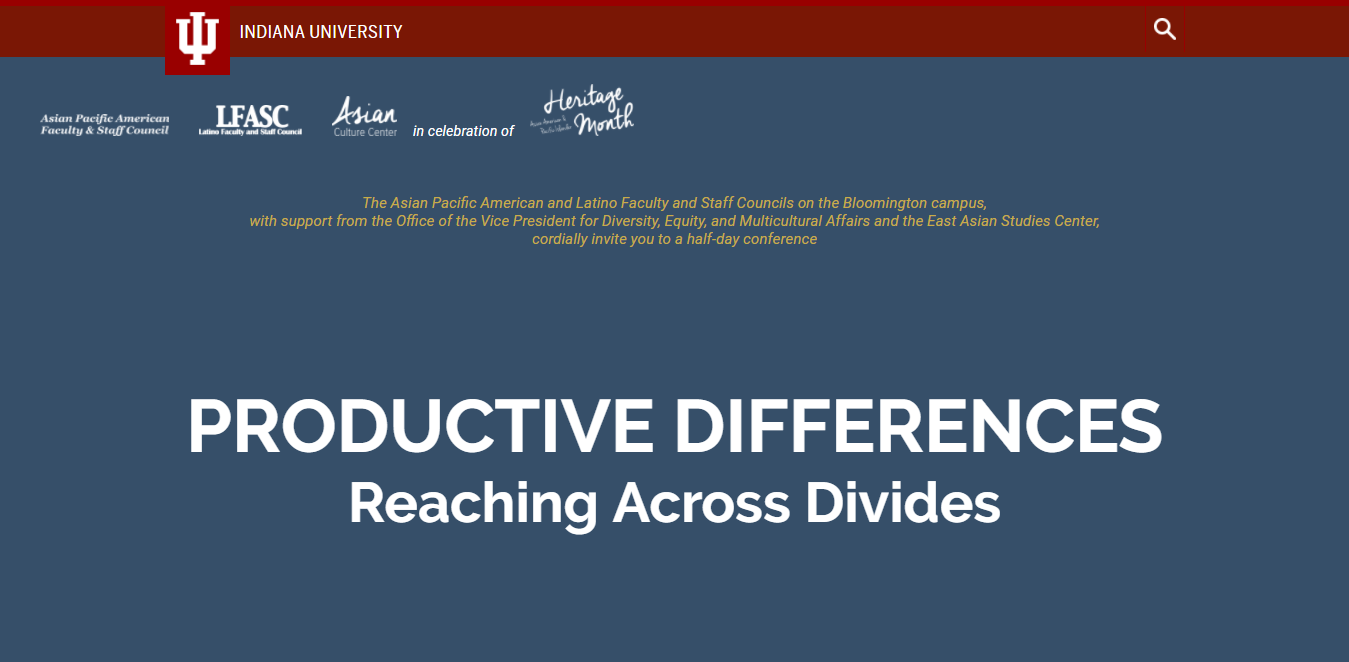 INDIANA UNIVERSITY
Asian Pacific American
Faculty & Staff Council
LFASC
Latino Faculty and Staff Council
Asian
Culture Center
in celebration of
Heritage
Asian American &
Pacific Islander
Month
The Asian Pacific American and Latino Faculty and Staff Councils on the Bloomington campus,
with support from the Office of the Vice President for Diversity, Equity, and Multicultural Affairs and the East Asian Studies Center,
cordially invite you to a half-day conference
PRODUCTIVE DIFFERENCES
Reaching Across Divides